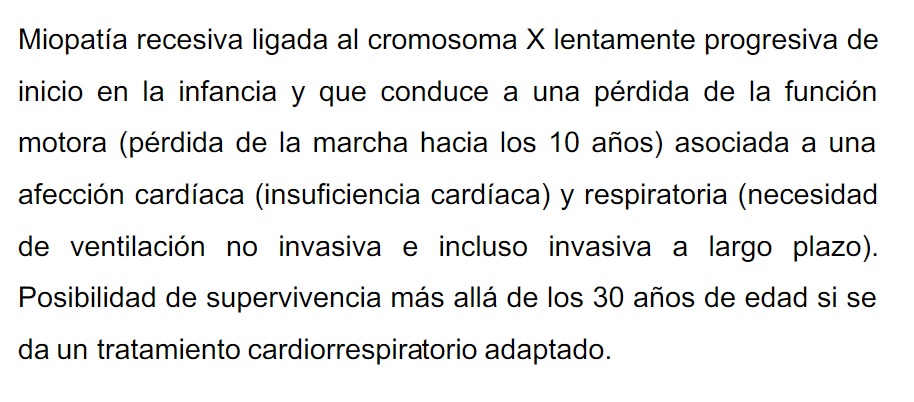 Miopatía recesiva ligada al cromosoma X lentamente progresiva de
inicio en la infancia y que conduce a una pérdida de la función
motora (pérdida de la marcha hacia los 10 años) asociada a una
afección cardíaca (insuficiencia cardíaca) y respiratoria (necesidad
de ventilación no invasiva e incluso invasiva a largo plazo).
Posibilidad de supervivencia más allá de los 30 años de edad si se
da un tratamiento cardiorrespiratorio adaptado.